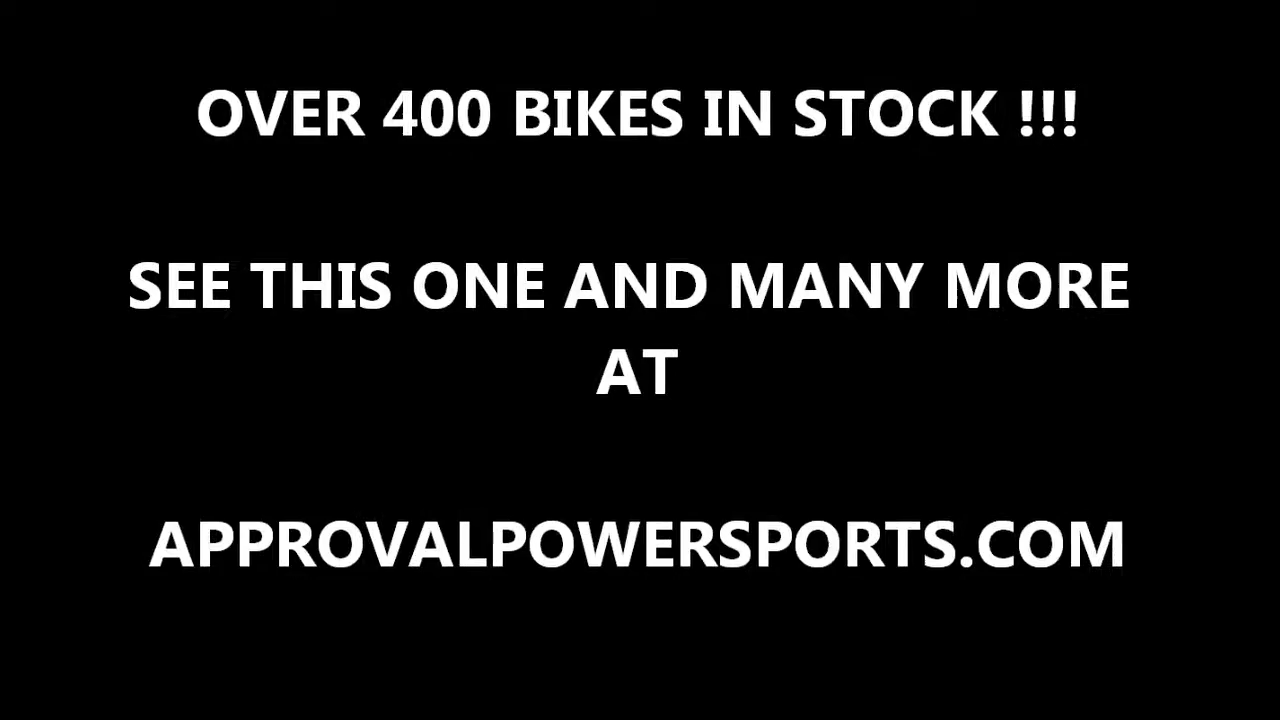 OVER 400 BIKES IN STOCK !!!
SEE THIS ONE AND MANY MORE
AT
APPROVALPOWERSPORTS.COM